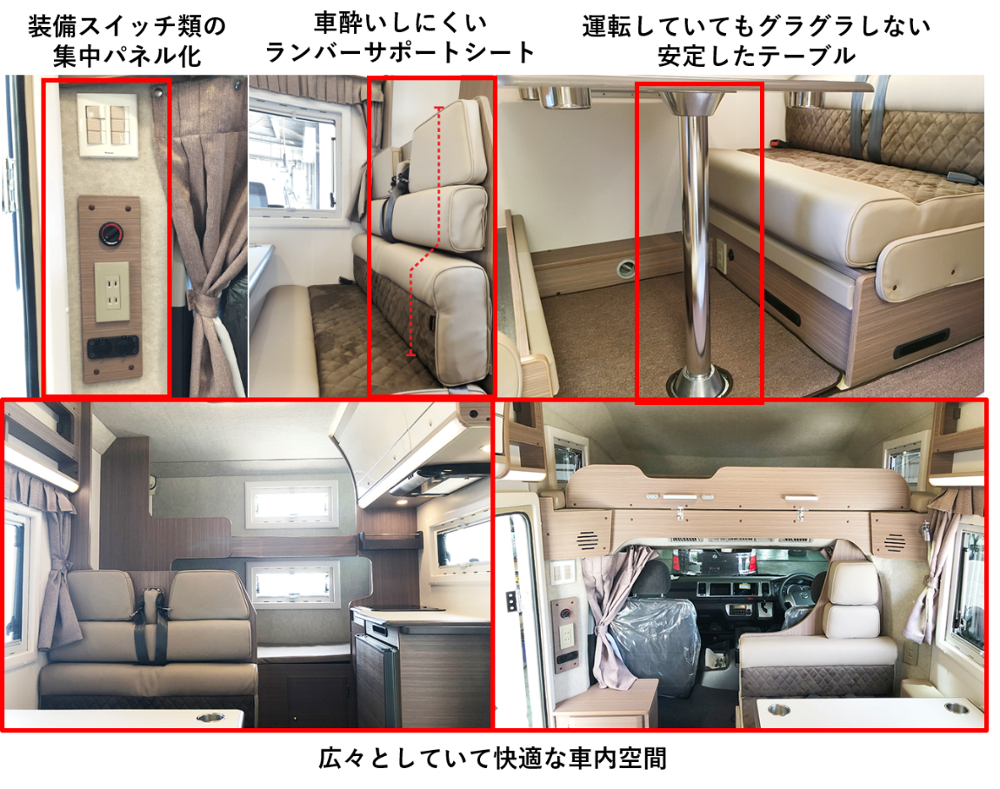 装備スイッチ類の
集中パネル化
車酔いしにくい
ランバーサポートシート
運転していてもグラグラしない
安定したテーブル
広々としていて快適な車内空間